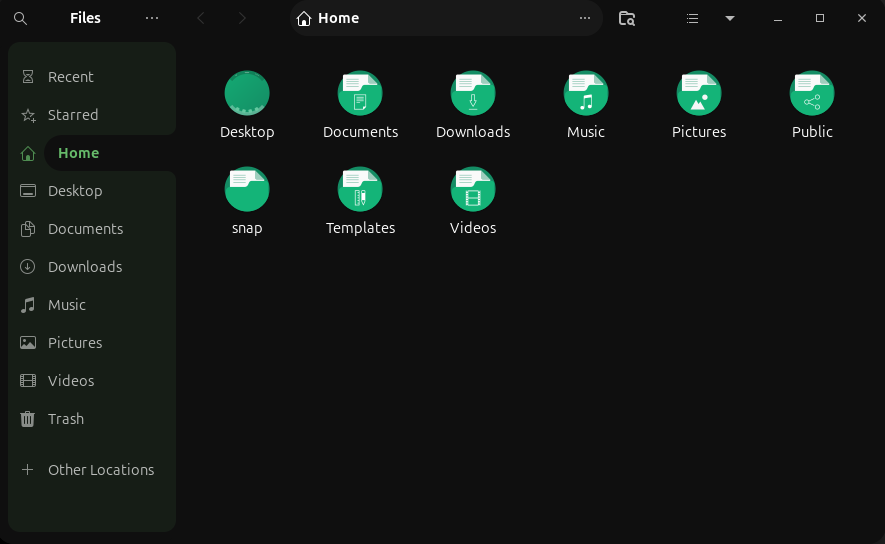 Files
Home
Recent
Starred
Home
Desktop
Documents
Downloads
Music
Pictures
Videos
Trash
Other Locations
Desktop
Documents
Downloads
Music
Pictures
Public
snap
Templates
Videos